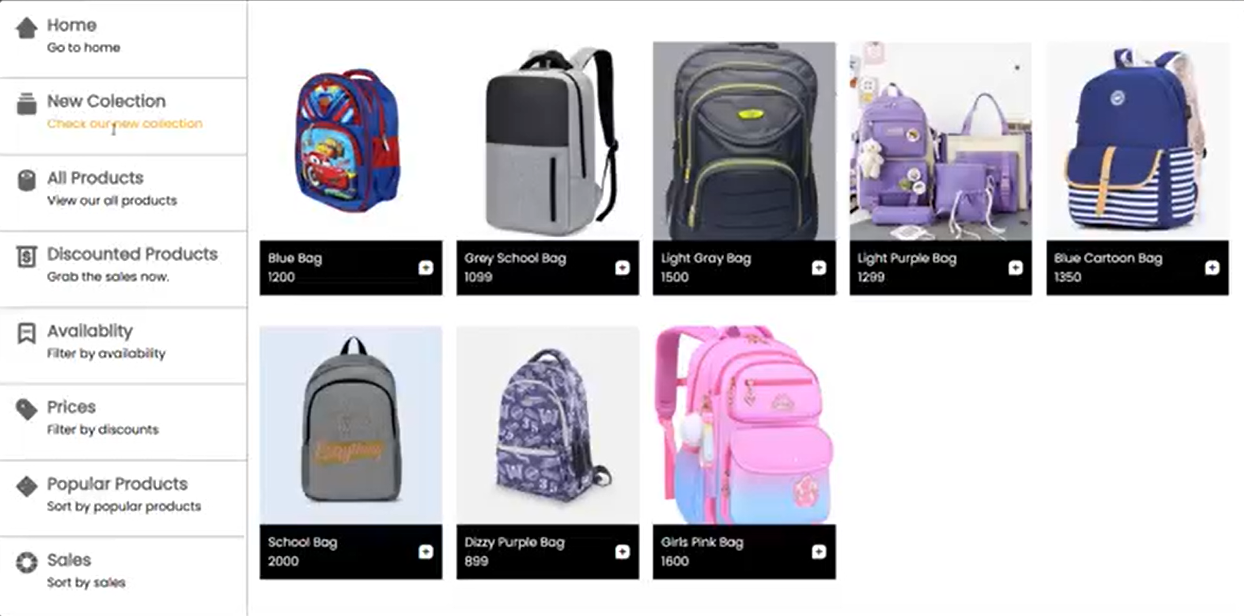 Home
Go to home
New Colection
Check our new collection
All Products
View our all products
Discounted Products
Grab the sales now.
Availablity
Filter by availability
Prices
Filter by discounts
Popular Products
Sort by popular products
Sales
Sort by sales
Blue Bag
1200
Grey School Bag
1099
Light Gray Bag
1500
Light Purple Bag
1299
Blue Cartoon Bag
1350
School Bag
2000
Dizzy Purple Bag
899
Girls Pink Bag
1600